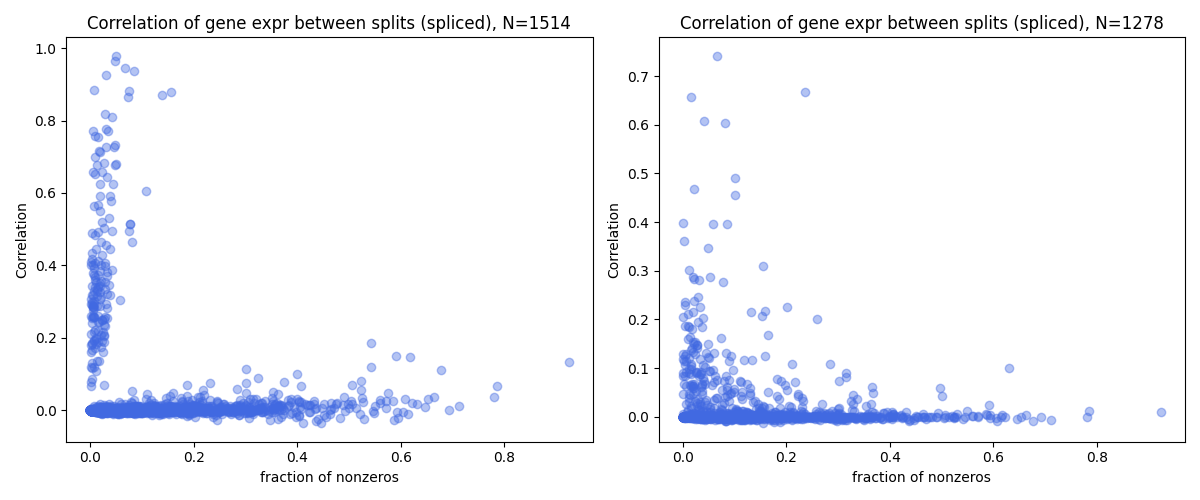 Correlation of gene expr between splits (spliced), N=1514
1.0
0.8
0.6
0.4
0.2
0.0
Correlation
0.0 0.2 0.4 0.6 0.8
fraction of nonzeros
Correlation of gene expr between splits (spliced), N=1278
0.7
0.6
0.5
0.4
0.3
0.2
0.1
0.0
Correlation
0.0 0.2 0.4 0.6 0.8
fraction of nonzeros